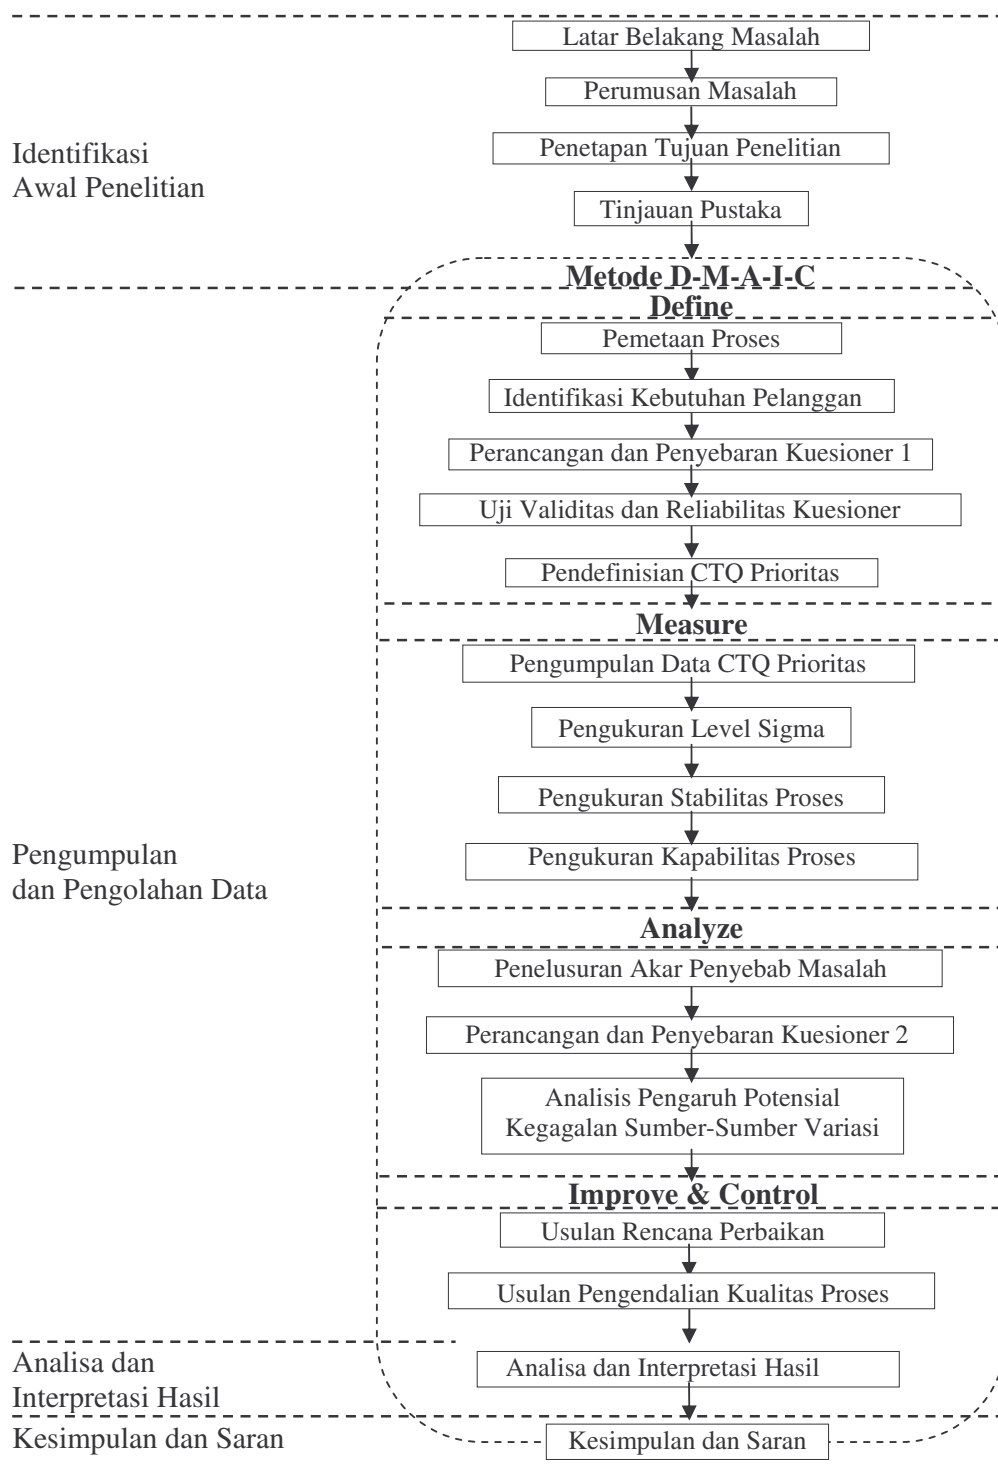 Latar Belakang Masalah
Perumusan Masalah
Identifikasi
Awal Penelitian
Penetapan Tujuan Penelitian
Tinjauan Pustaka
Metode D-M-A-I-C
Define
Pemetaan Proses
Identifikasi Kebutuhan Pelanggan
Perancangan dan Penyebaran Kuesioner 1
Uji Validitas dan Reliabilitas Kuesioner
Pendefinisian CTQ Prioritas
Measure
Pengumpulan Data CTQ Prioritas
Pengukuran Level Sigma
Pengukuran Stabilitas Proses
Pengumpulan
dan Pengolahan Data
Pengukuran Kapabilitas Proses
Analyze
Penelusuran Akar Penyebab Masalah
Perancangan dan Penyebaran Kuesioner 2
Analisis Pengaruh Potensial
Kegagalan Sumber-Sumber Variasi
Improve & Control
Usulan Rencana Perbaikan
Usulan Pengendalian Kualitas Proses
Analisa dan
Interpretasi Hasil
Analisa dan Interpretasi Hasil
Kesimpulan dan Saran
Kesimpulan dan Saran